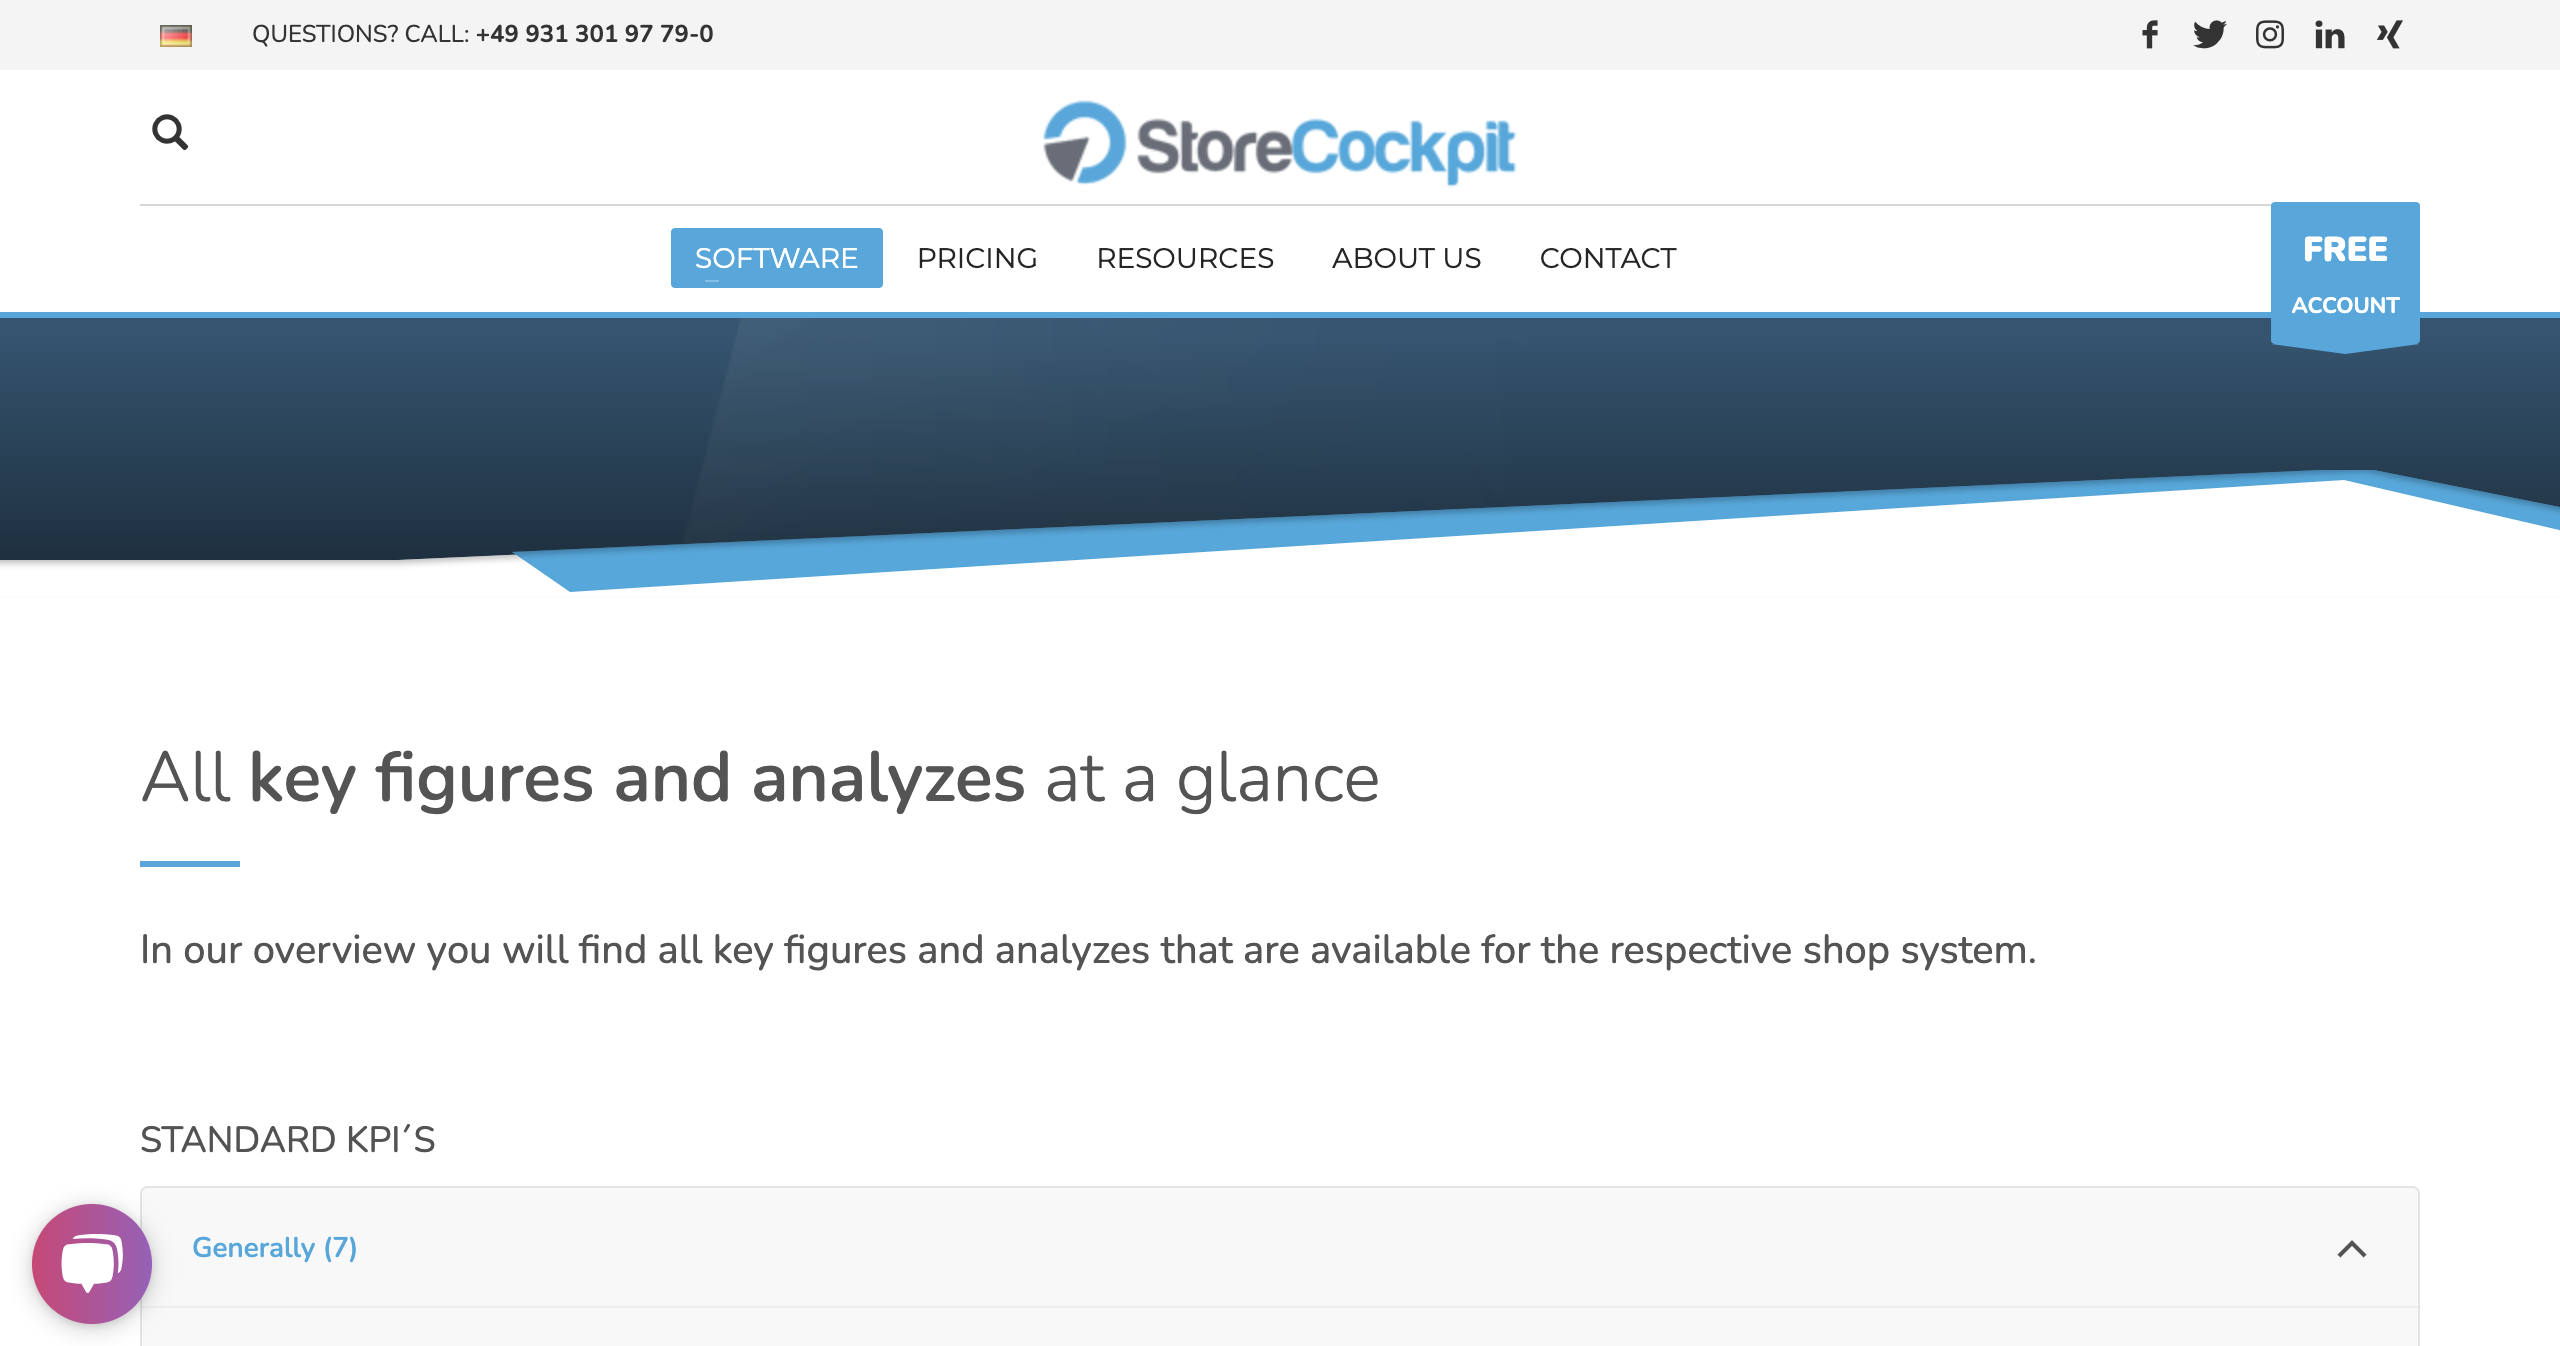 QUESTIONS? CALL: +49 931 301 97 79-0
StoreCockpit
SOFTWARE
PRICING
RESOURCES
ABOUT US
CONTACT
FREE
ACCOUNT
All key figures and analyzes at a glance
In our overview you will find all key figures and analyzes that are available for the respective shop system.
STANDARD KPI´S
Generally (7)